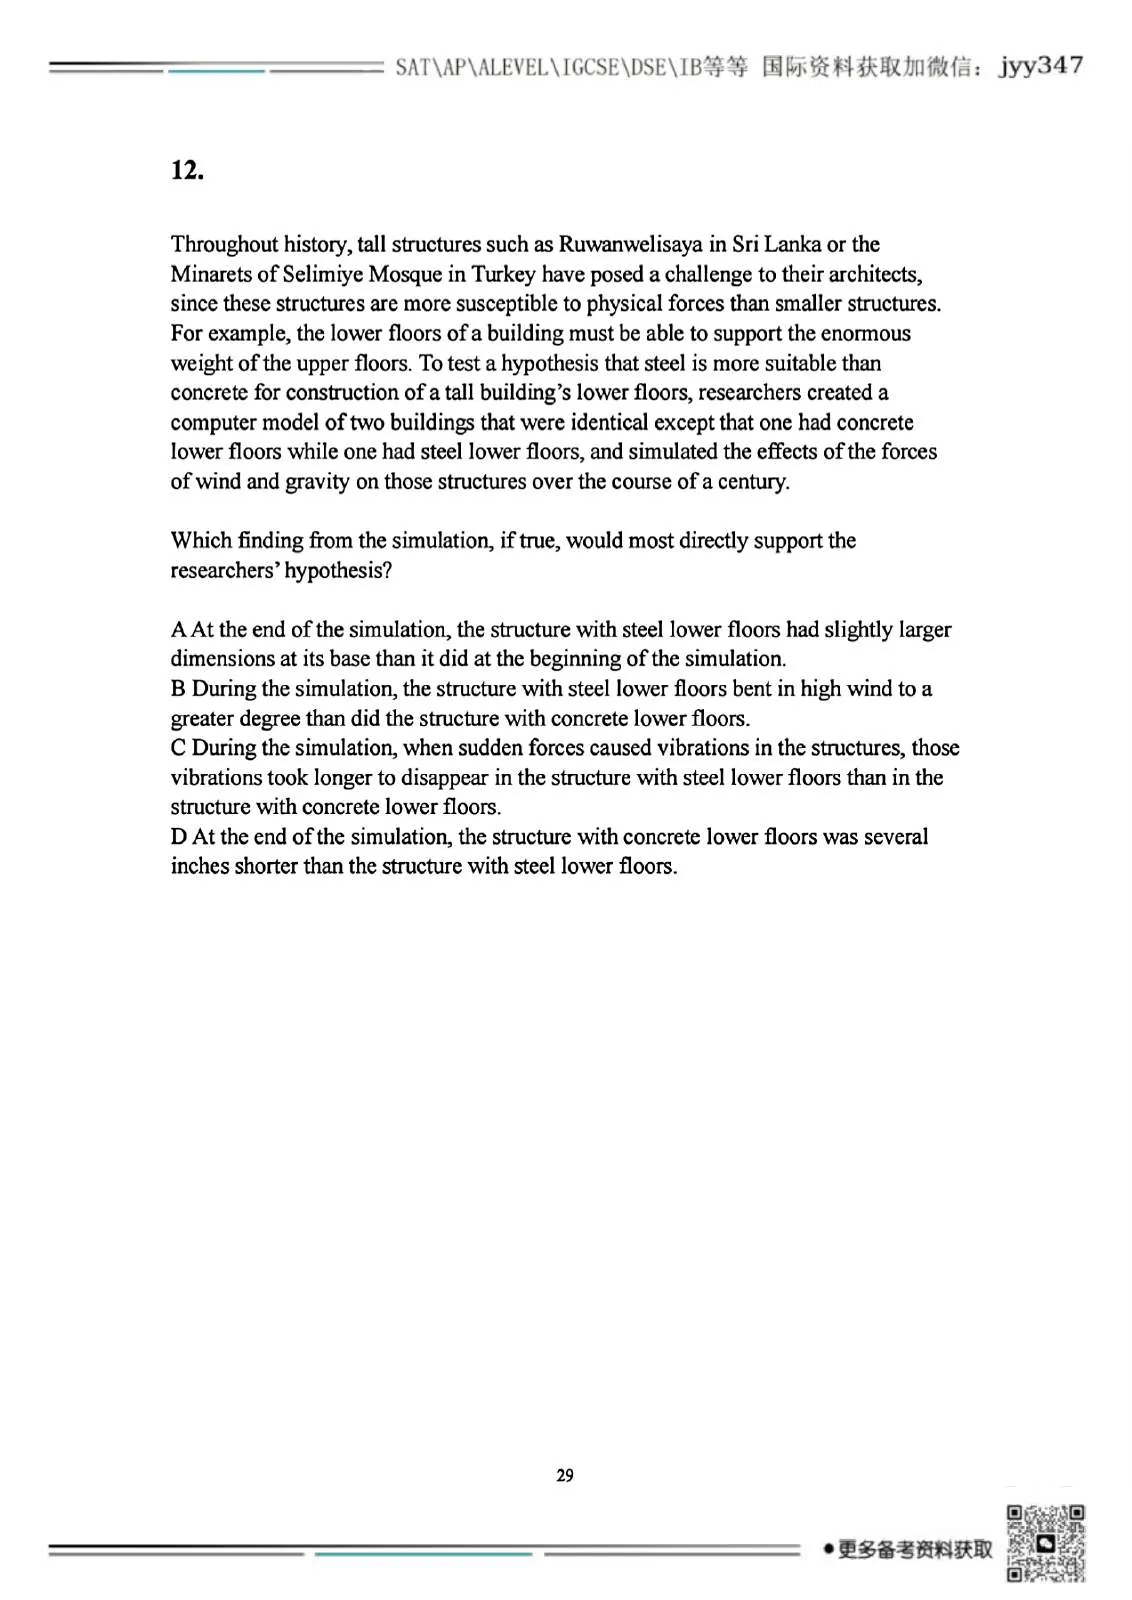 SAT\AP\ALEVEL\IGCSE\DSE\IB等等 国际资料获取加微信：jyy347
12.
Throughout history, tall structures such as Ruwanwelisaya in Sri Lanka or the
Minarets of Selimiye Mosque in Turkey have posed a challenge to their architects,
since these structures are more susceptible to physical forces than smaller structures.
For example, the lower floors of a building must be able to support the enormous
weight of the upper floors. To test a hypothesis that steel is more suitable than
concrete for construction of a tall building’s lower floors, researchers created a
computer model of two buildings that were identical except that one had concrete
lower floors while one had steel lower floors, and simulated the effects of the forces
of wind and gravity on those structures over the course of a century.
Which finding from the simulation, if true, would most directly support the
researchers’ hypothesis?
A At the end of the simulation, the structure with steel lower floors had slightly larger
dimensions at its base than it did at the beginning of the simulation.
B During the simulation, the structure with steel lower floors bent in high wind to a
greater degree than did the structure with concrete lower floors.
C During the simulation, when sudden forces caused vibrations in the structures, those
vibrations took longer to disappear in the structure with steel lower floors than in the
structure with concrete lower floors.
D At the end of the simulation, the structure with concrete lower floors was several
inches shorter than the structure with steel lower floors.
29
●更多备考资料获取